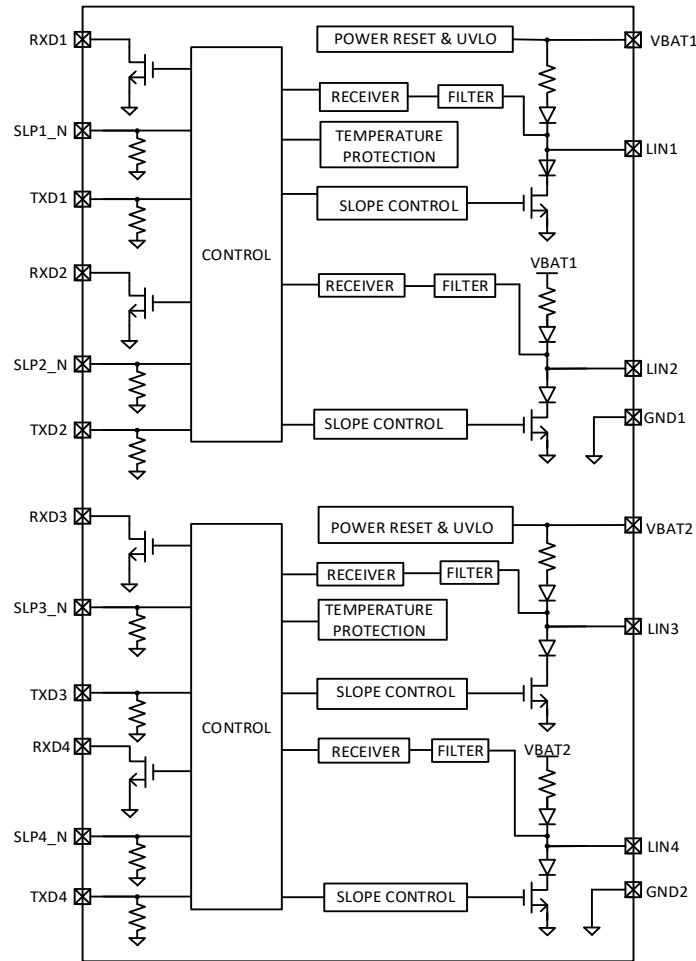 RXD1
POWER RESET & UVLO
VBAT1
RECEIVER
FILTER
SLP1_N
TEMPERATURE
PROTECTION
LIN1
TXD1
SLOPE CONTROL
CONTROL
RXD2
VBAT1
RECEIVER
FILTER
SLP2_N
LIN2
TXD2
SLOPE CONTROL
GND1
RXD3
POWER RESET & UVLO
VBAT2
RECEIVER
FILTER
SLP3_N
TEMPERATURE
PROTECTION
LIN3
TXD3
SLOPE CONTROL
CONTROL
RXD4
RECEIVER
FILTER
VBAT2
SLP4_N
LIN4
TXD4
SLOPE CONTROL
GND2